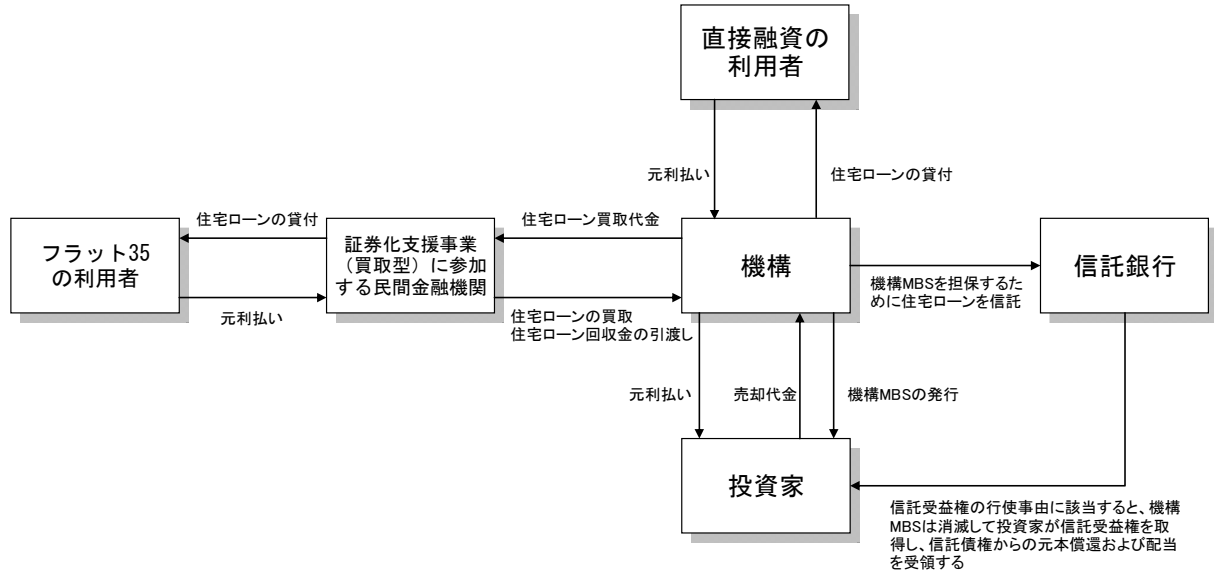 直接融資の
利用者
元利払い
住宅ローンの貸付
住宅ローンの貸付
住宅ローン買取代金
フラット35
の利用者
証券化支援事業
（買取型）に参加
する民間金融機関
機構
信託銀行
機構MBSを担保するた
めに住宅ローンを信託
元利払い
住宅ローンの買取
住宅ローン回収金の引渡し
元利払い
売却代金
機構MBSの発行
投資家
信託受益権の行使事由に該当すると、機構
MBSは消滅して投資家が信託受益権を取
得し、信託債権からの元本償還および配当
を受領する